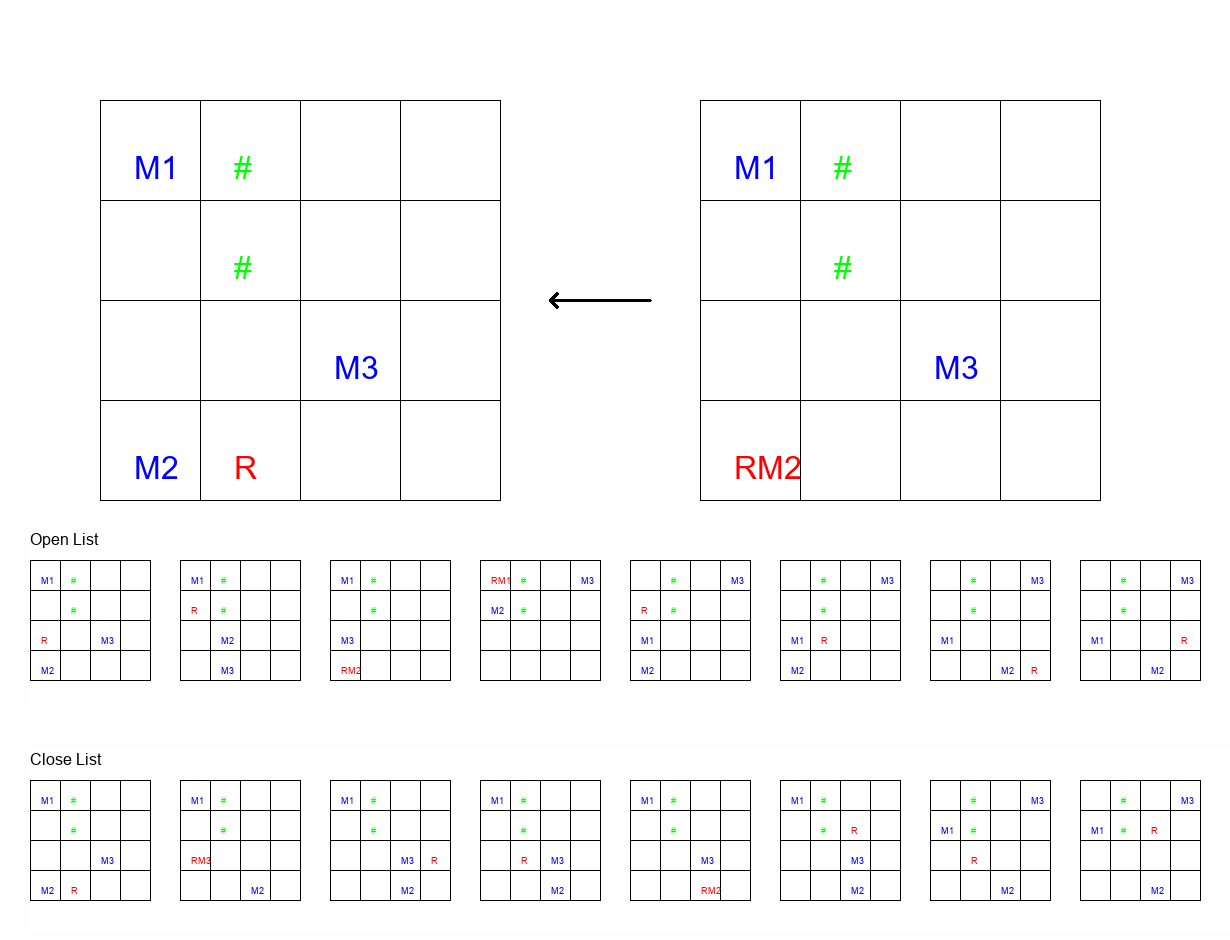 M1 # M1 #
# #
M3 M3
M2 R RM2
Open List
M1 # M1 # M1 # RM1 # M3 # M3 # M3 # M3 # M3
# R # # M2 # R # # # #
R M3 M2 M3 M1 M1 R M1 M1 R
M2 M3 RM2 M2 M2 M2 R M2
Close List
M1 # M1 # M1 # M1 # M1 # M1 # # M3 # M3
# # # # # # R M1 # M1 # R
M3 RM3 M3 R R M3 M3 M3 R
M2 R M2 M2 M2 RM2 M2 M2 M2